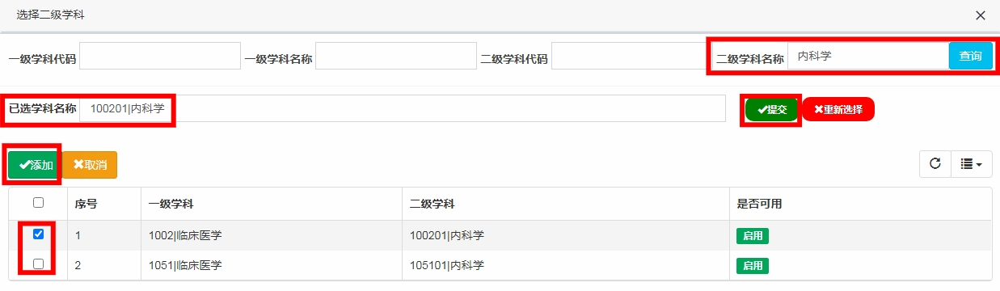 选择二级学科
一级学科代码 一级学科名称 二级学科代码 二级学科名称 内科学 查询
已选学科名称 100201|内科学 提交 重新选择
添加 取消
序号 一级学科 二级学科 是否可用
1 1002|临床医学 100201|内科学 启用
2 1051|临床医学 105101|内科学 启用